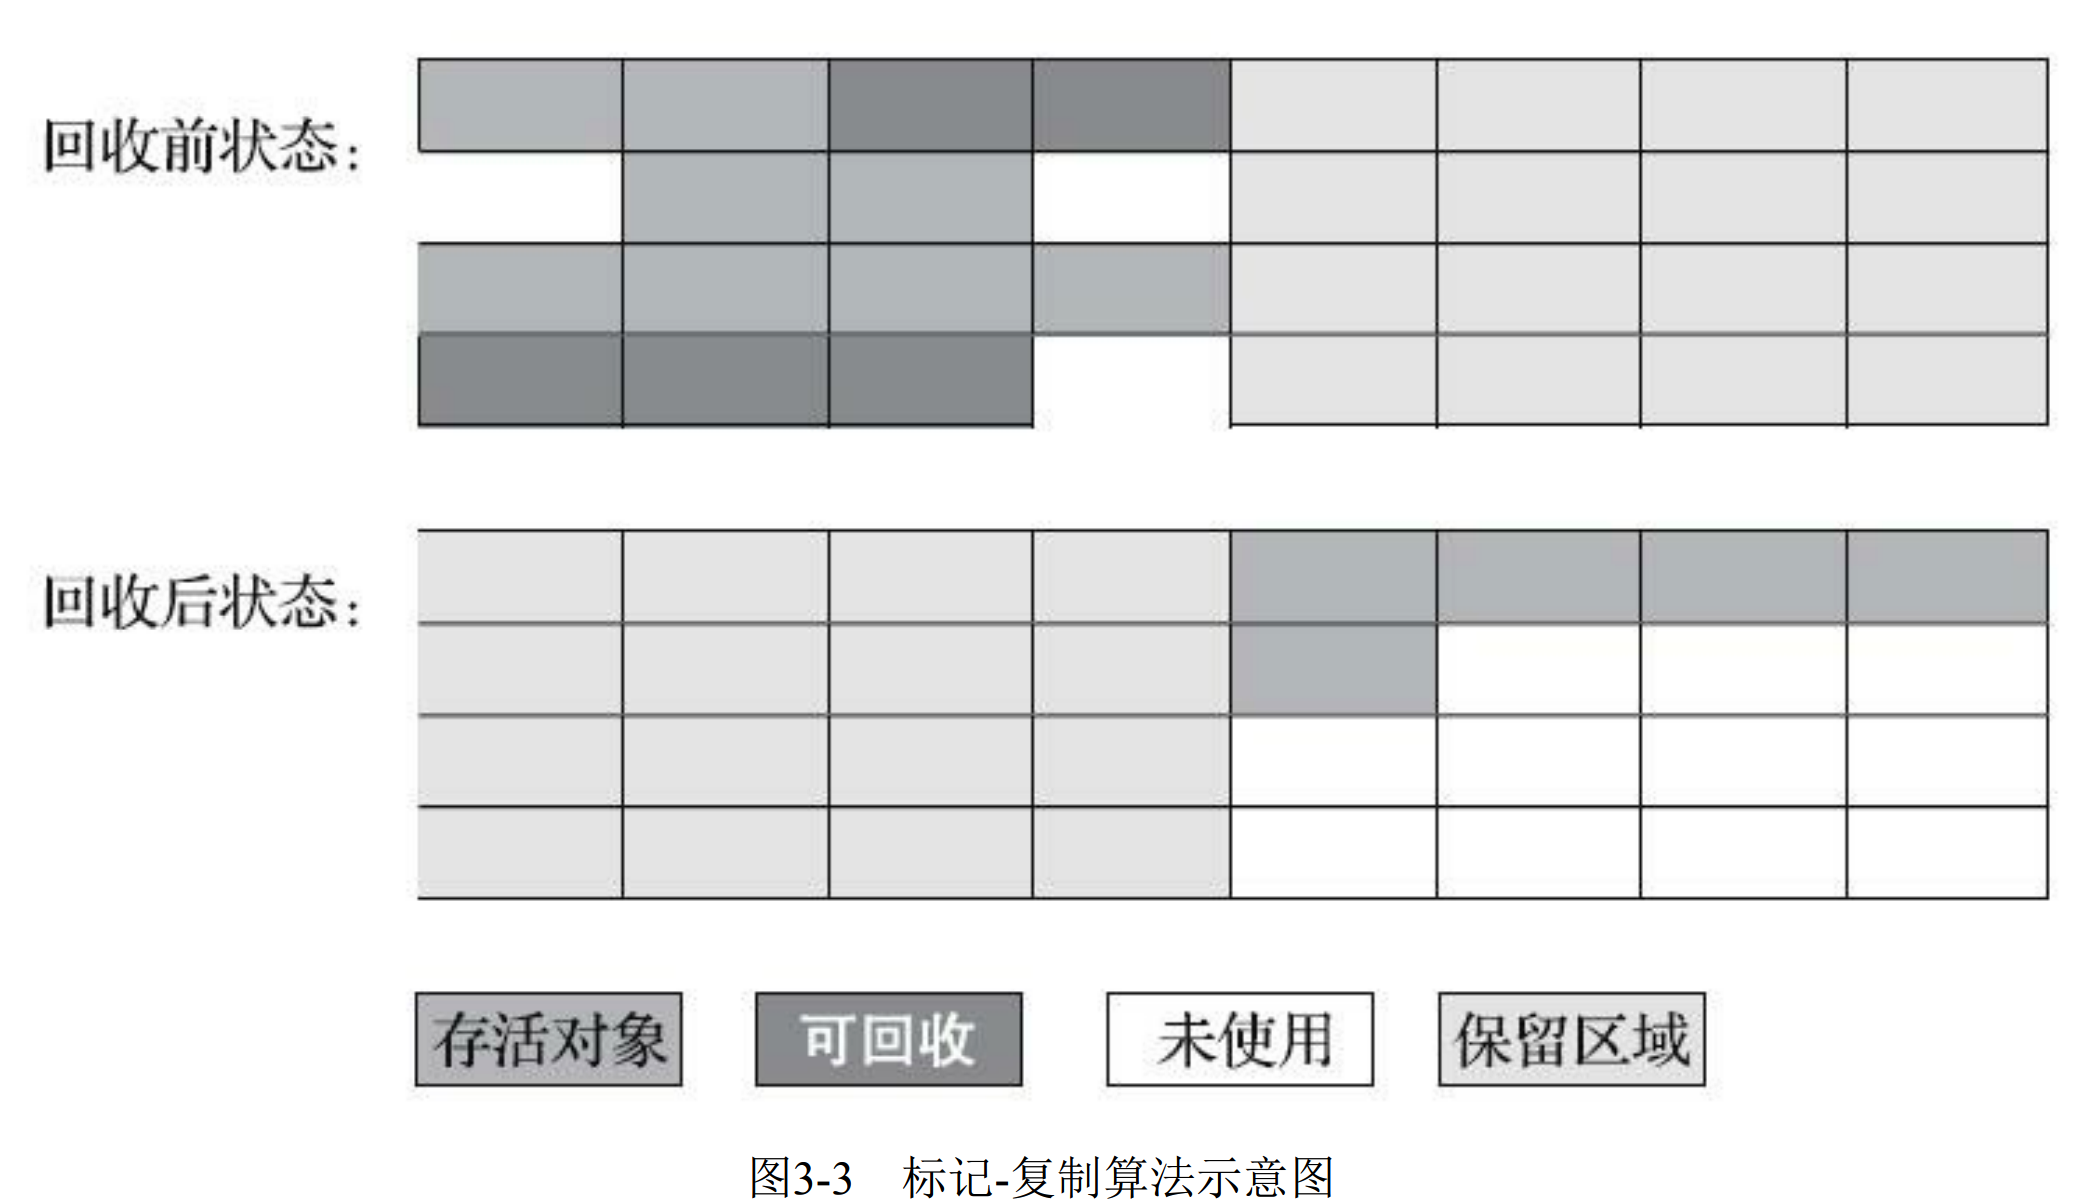 回收前状态：
回收后状态：
存活对象 可回收 未使用 保留区域
图3-3 标记-复制算法示意图